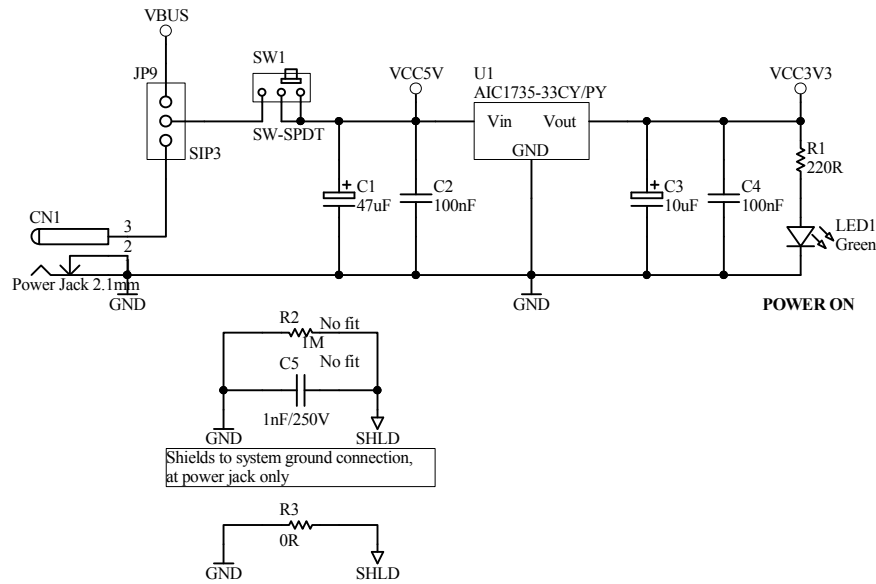 VBUS
JP9
SIP3
SW1
SW-SPDT
VCC5V
U1
AIC1735-33CY/PY
Vin
Vout
GND
VCC3V3
R1
220R
C1
47uF
C2
100nF
C3
10uF
C4
100nF
LED1
Green
CN1
3
2
Power Jack 2.1mm
GND
GND
POWER ON
R2
No fit
1M
C5
No fit
1nF/250V
GND
SHLD
Shields to system ground connection,
at power jack only
R3
0R
GND
SHLD